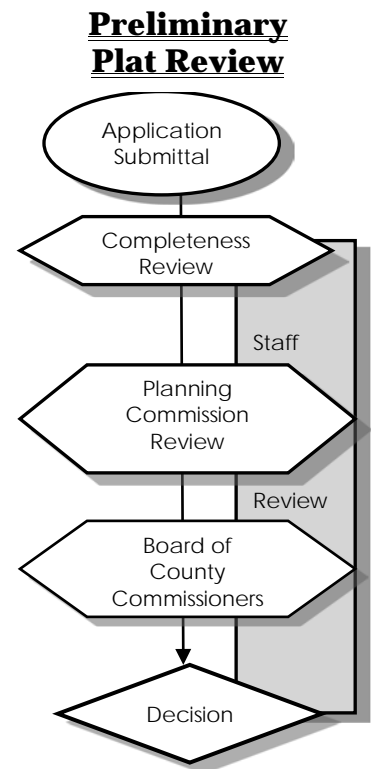 Preliminary
Plat Review
Application
Submittal
Completeness
Review
Staff
Planning
Commission
Review
Review
Board of
County
Commissioners
Decision